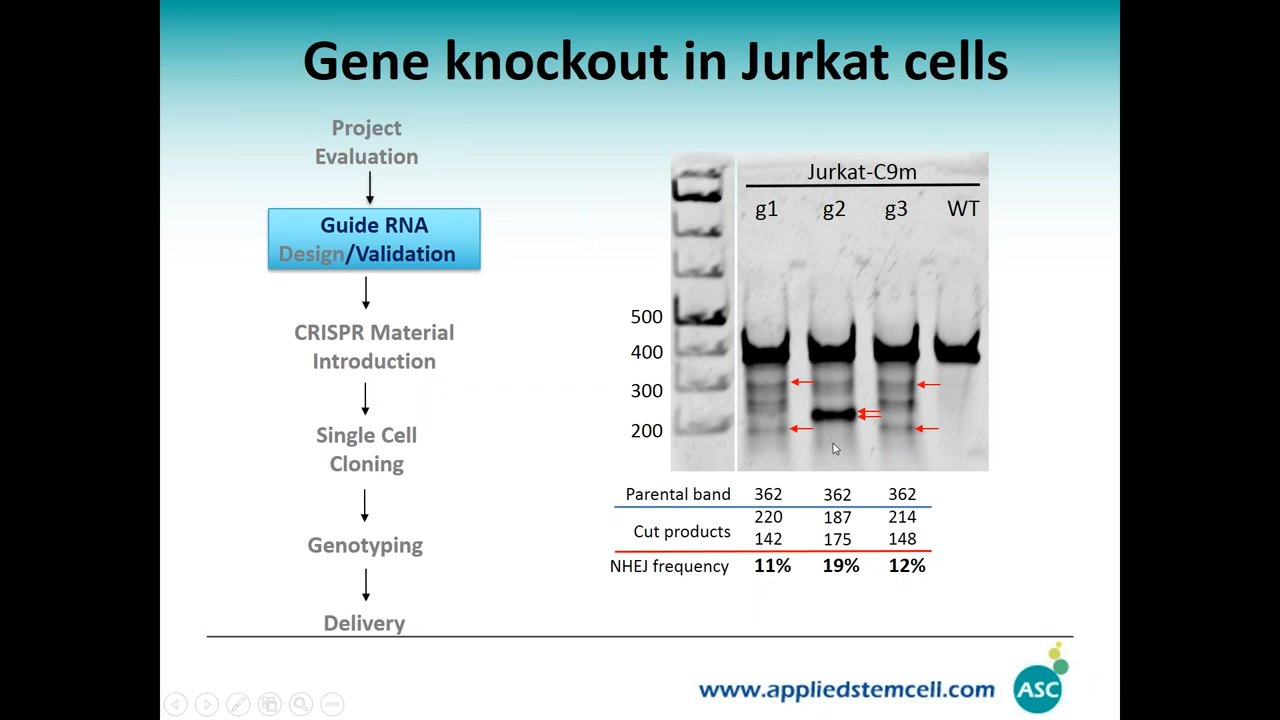 Gene knockout in Jurkat cells
Project
Evaluation
Guide RNA
Design/Validation
CRISPR Material
Introduction
Single Cell
Cloning
Genotyping
Delivery
Jurkat-C9m
g1 g2 g3 WT
500
400
300
200
Parental band 362 362 362
220 187 214
Cut products
142 175 148
NHEJ frequency 11% 19% 12%
www.appliedstemcell.com
ASC